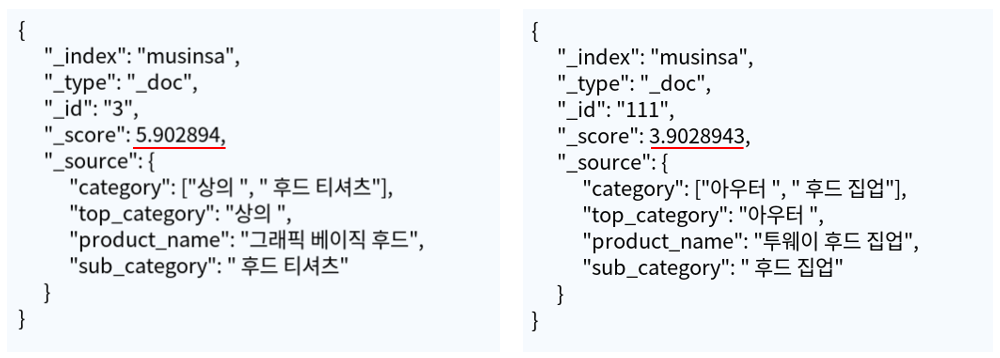 {
"_index": "musinsa",
"_type": "_doc",
"_id": "3",
"_score": 5.902894,
"_source": {
"category": ["상의 ", " 후드 티셔츠"],
"top_category": "상의 ",
"product_name": "그래픽 베이직 후드",
"sub_category": " 후드 티셔츠"
}
}
{
"_index": "musinsa",
"_type": "_doc",
"_id": "111",
"_score": 3.9028943,
"_source": {
"category": ["아우터 ", " 후드 집업"],
"top_category": "아우터 ",
"product_name": "투웨이 후드 집업",
"sub_category": " 후드 집업"
}
}